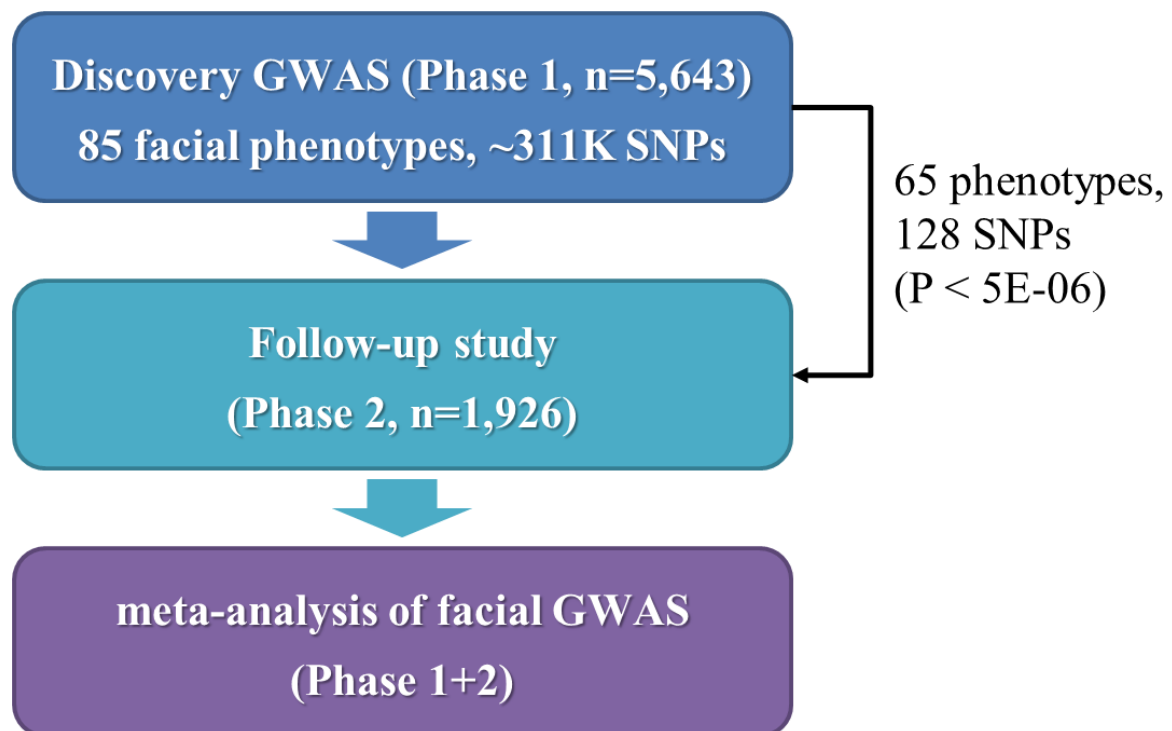 Discovery GWAS (Phase 1, n=5,643)
85 facial phenotypes, ~311K SNPs
65 phenotypes,
128 SNPs
(P < 5E-06)
Follow-up study
(Phase 2, n=1,926)
meta-analysis of facial GWAS
(Phase 1+2)